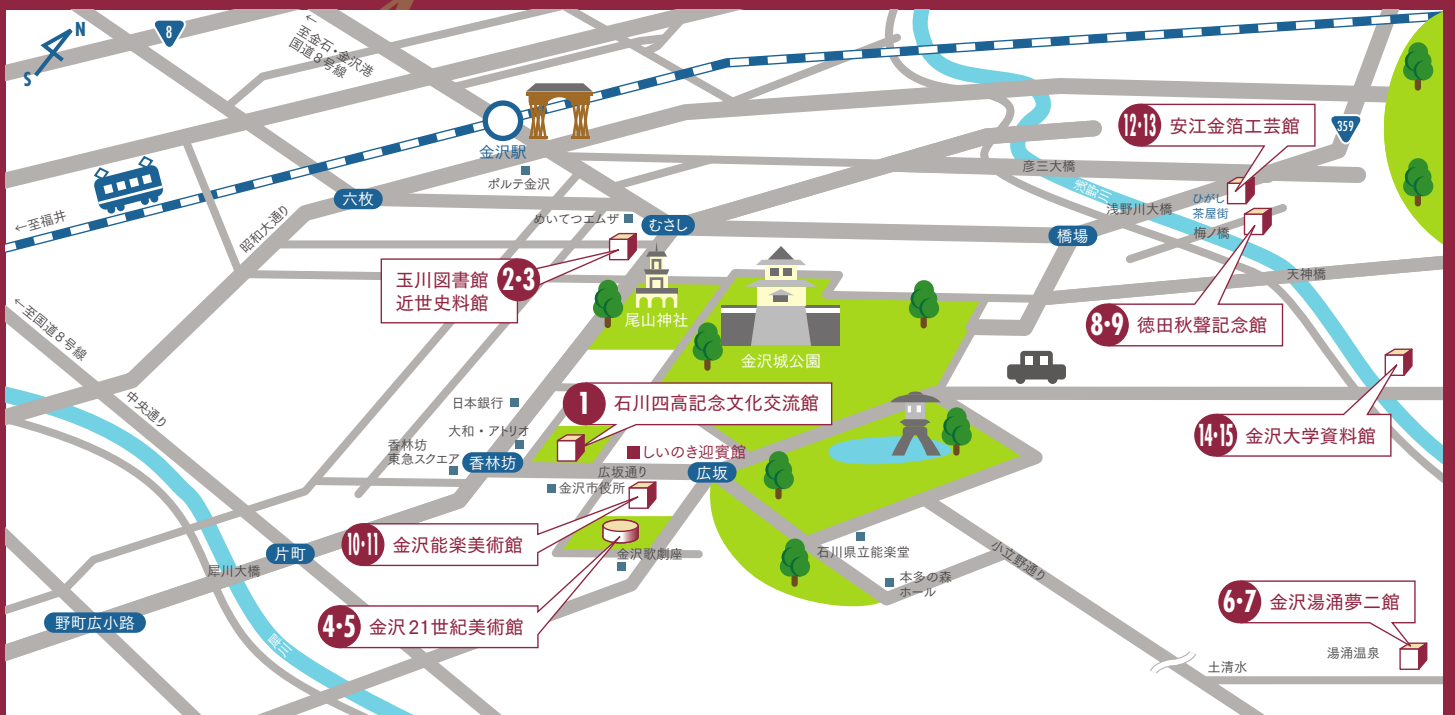 N
S
8
←
至金石・金沢港
国道8号線
金沢駅
ポルテ金沢
←至福井
昭和大通り
六枚
めいてつエムザ
むさし
玉川図書館
近世史料館
2・3
尾山神社
金沢城公園
橋場
彦三大橋
浅野川
浅野川大橋
ひがし
茶屋街
梅ノ橋
天神橋
12・13 安江金箔工芸館
359
8・9 徳田秋聲記念館
14・15 金沢大学資料館
←至国道8号線
中央通り
日本銀行
大和・アトリオ
香林坊
東急スクエア
香林坊
1 石川四高記念文化交流館
しいのき迎賓館
広坂通り
広坂
金沢市役所
10・11 金沢能楽美術館
片町
犀川大橋
金沢歌劇座
4・5 金沢21世紀美術館
野町広小路
犀川
石川県立能楽堂
本多の森
ホール
小立野通り
6・7 金沢湯涌夢二館
湯涌温泉
土清水